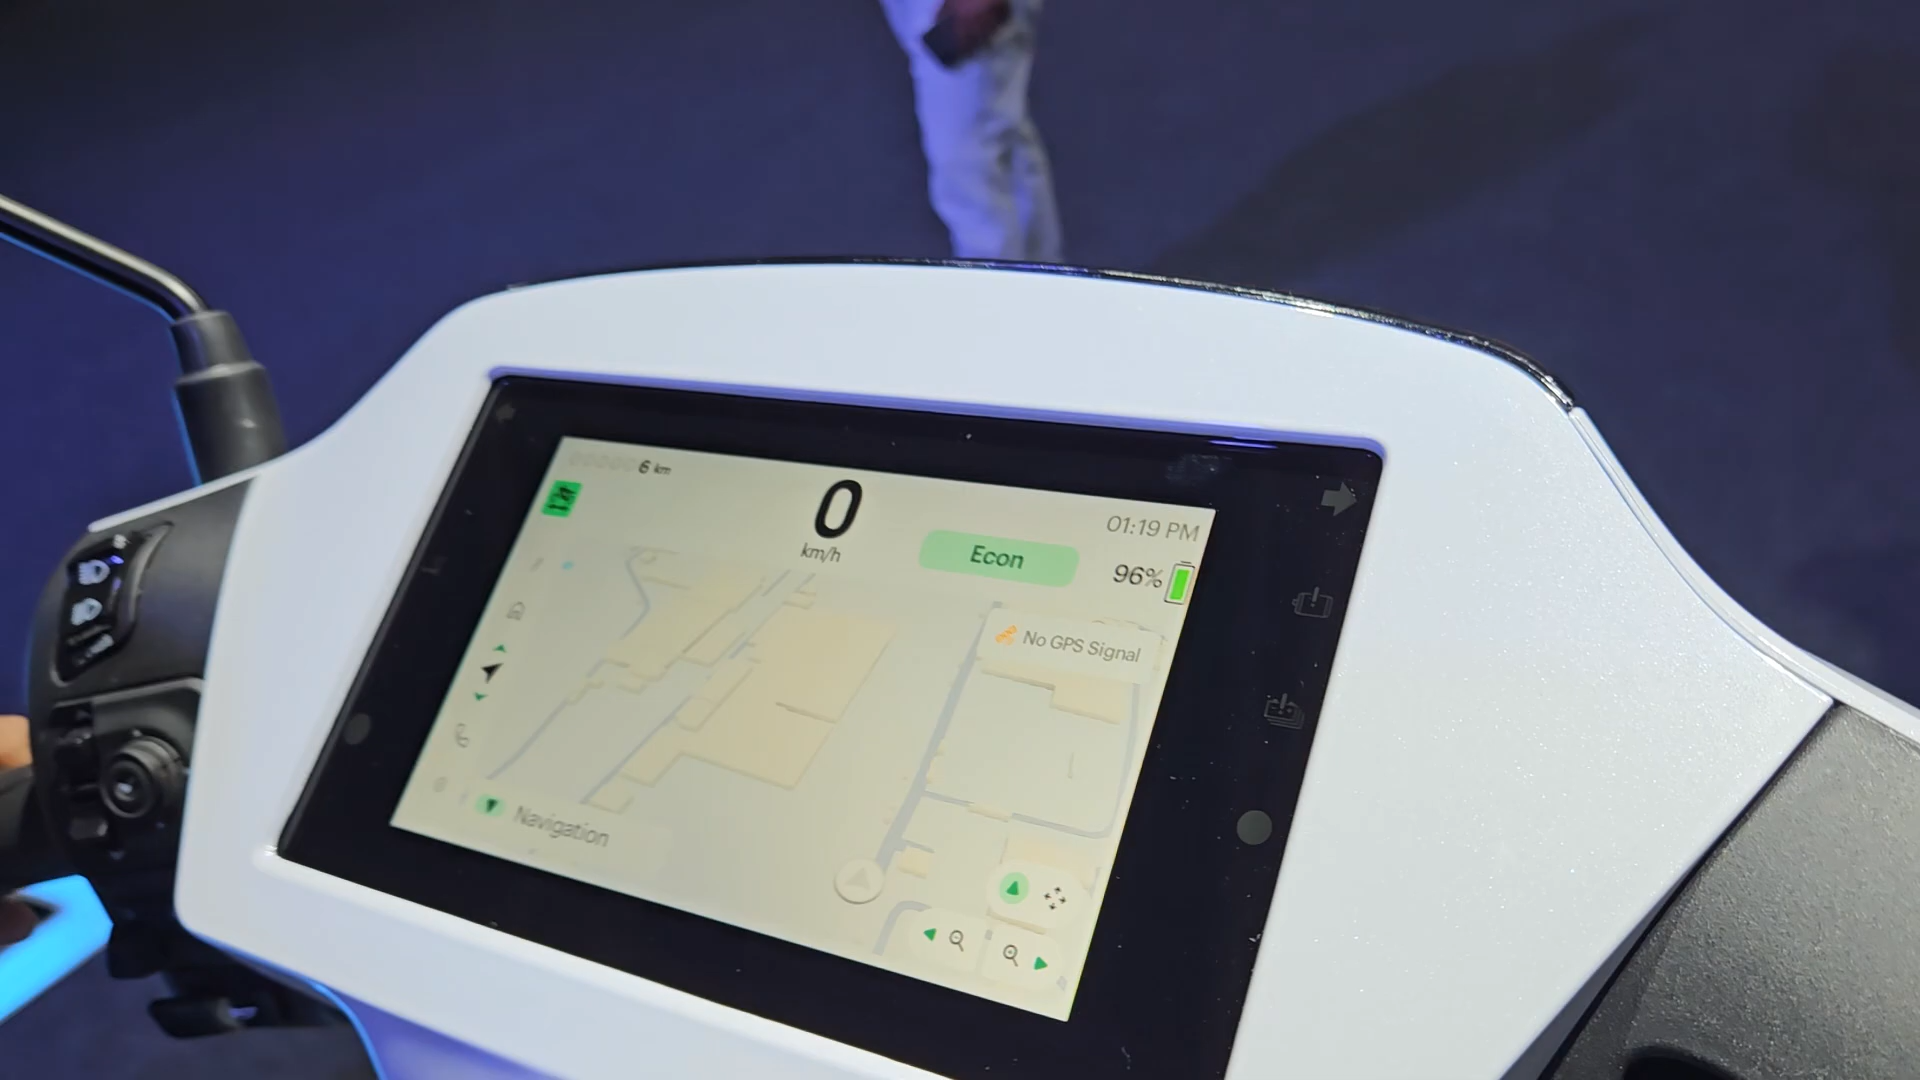 6 km
0
km/h
Econ
01:19 PM
96%
No GPS Signal
Navigation